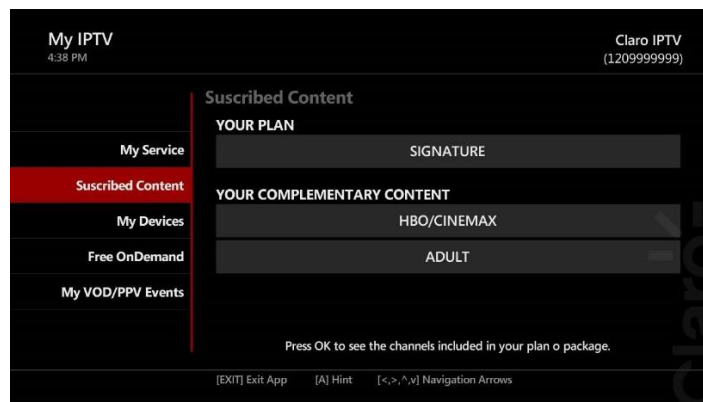 My IPTV
4:38 PM
Claro IPTV
(1209999999)
Suscribed Content
YOUR PLAN
SIGNATURE
My Service
Suscribed Content
My Devices
Free OnDemand
My VOD/PPV Events
YOUR COMPLEMENTARY CONTENT
HBO/CINEMAX
ADULT
Press OK to see the channels included in your plan o package.
[EXIT] Exit App [A] Hint [<,>,^,v] Navigation Arrows
Claro